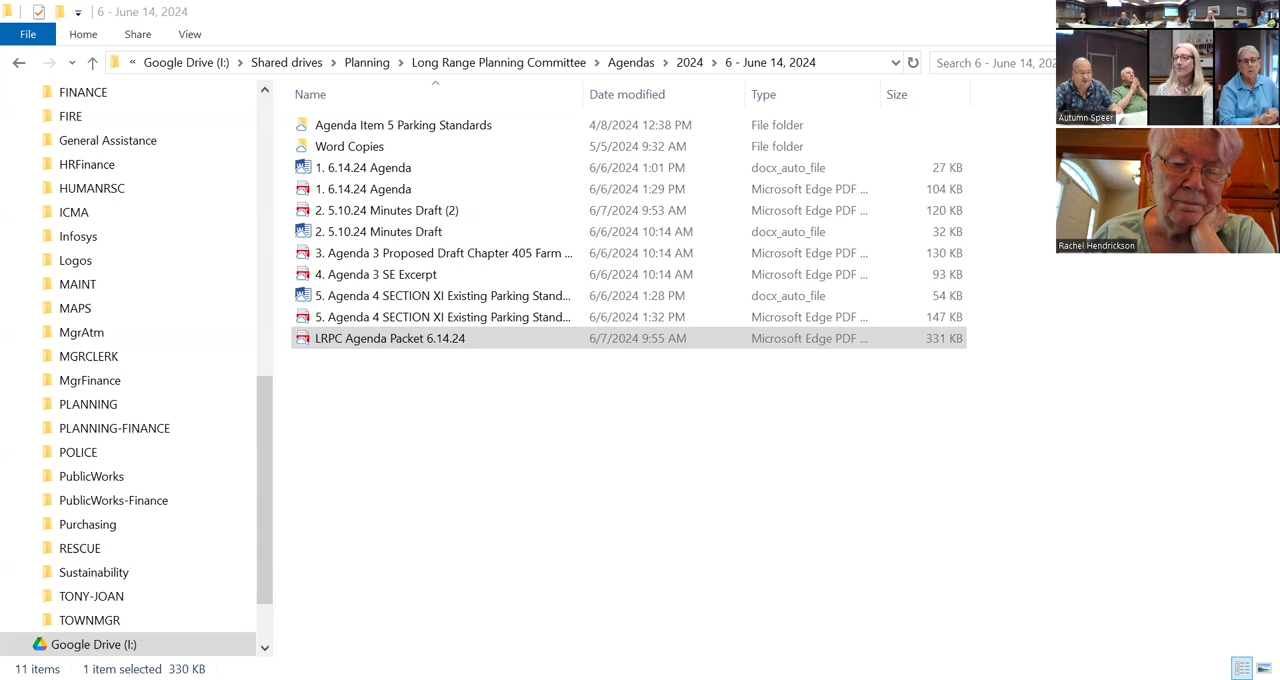 6 - June 14, 2024
File
Home
Share
View
Google Drive (I:)
Shared drives
Planning
Long Range Planning Committee
Agendas
2024
6 - June 14, 2024
Search 6 - June 14, 202
FINANCE
FIRE
General Assistance
HRFinance
HUMANRSC
ICMA
Infosys
Logos
MAINT
MAPS
MgrAtm
MGRCLERK
MgrFinance
PLANNING
PLANNING-FINANCE
POLICE
PublicWorks
PublicWorks-Finance
Purchasing
RESCUE
Sustainability
TONY-JOAN
TOWNMGR
Google Drive (I:)
Name Date modified Type Size
Agenda Item 5 Parking Standards 4/8/2024 12:38 PM File folder
Word Copies 5/5/2024 9:32 AM File folder
1. 6.14.24 Agenda 6/6/2024 1:01 PM docx_auto_file 27 KB
1. 6.14.24 Agenda 6/6/2024 1:29 PM Microsoft Edge PDF ... 104 KB
2. 5.10.24 Minutes Draft (2) 6/7/2024 9:53 AM Microsoft Edge PDF ... 120 KB
2. 5.10.24 Minutes Draft 6/6/2024 10:14 AM docx_auto_file 32 KB
3. Agenda 3 Proposed Draft Chapter 405 Farm ... 6/6/2024 10:14 AM Microsoft Edge PDF ... 130 KB
4. Agenda 3 SE Excerpt 6/6/2024 10:14 AM Microsoft Edge PDF ... 93 KB
5. Agenda 4 SECTION XI Existing Parking Stand... 6/6/2024 1:28 PM docx_auto_file 54 KB
5. Agenda 4 SECTION XI Existing Parking Stand... 6/6/2024 1:32 PM Microsoft Edge PDF ... 147 KB
LRPC Agenda Packet 6.14.24 6/7/2024 9:55 AM Microsoft Edge PDF ... 331 KB
Autumn Speer
Rachel Hendrickson
11 items
1 item selected 330 KB